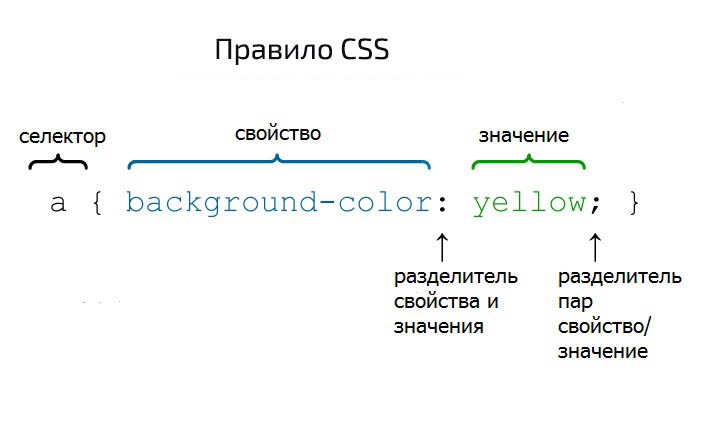 Правило CSS
селектор свойство значение
a { background-color: yellow; }
разделитель
свойства и
значения
разделитель
пар
свойство/
значение